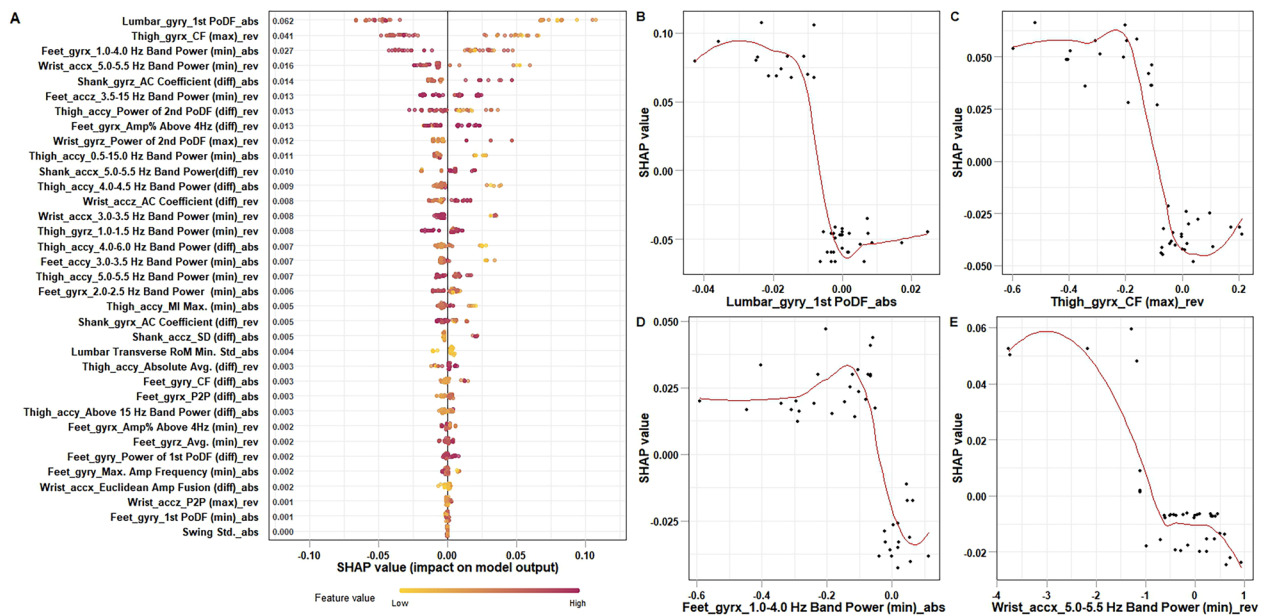 A
Lumbar_gyry_1st PoDF_abs 0.062
Thigh_gyrx_CF (max)_rev 0.041
Feet_gyrx_1.0-4.0 Hz Band Power (min)_abs 0.027
Wrist_accx_5.0-5.5 Hz Band Power (min)_rev 0.016
Shank_gyrz_AC Coefficient (diff)_abs 0.014
Feet_accz_3.5-15 Hz Band Power (min)_rev 0.013
Thigh_accy_Power of 2nd PoDF (diff)_rev 0.013
Feet_gyrx_Amp% Above 4Hz (diff)_rev 0.013
Wrist_gyrz_Power of 2nd PoDF (max)_rev 0.012
Thigh_accy_0.5-15.0 Hz Band Power (min)_abs 0.011
Shank_accx_5.0-5.5 Hz Band Power(diff)_rev 0.010
Thigh_accy_4.0-4.5 Hz Band Power (diff)_abs 0.009
Wrist_accz_AC Coefficient (diff)_rev 0.008
Wrist_accx_3.0-3.5 Hz Band Power (min)_rev 0.008
Thigh_gyrz_1.0-1.5 Hz Band Power (min)_rev 0.008
Thigh_accy_4.0-6.0 Hz Band Power (diff)_abs 0.007
Feet_accy_3.0-3.5 Hz Band Power (min)_abs 0.007
Thigh_accy_5.0-5.5 Hz Band Power (min)_rev 0.007
Feet_gyrx_2.0-2.5 Hz Band Power (min)_abs 0.006
Thigh_accy_MI Max. (min)_abs 0.005
Shank_gyrx_AC Coefficient (diff)_rev 0.005
Shank_accz_SD (diff)_abs 0.005
Lumbar Transverse RoM Min. Std_abs 0.004
Thigh_accy_Absolute Avg. (diff)_rev 0.003
Feet_gyry_CF (diff)_abs 0.003
Feet_gyrx_P2P (diff)_abs 0.003
Thigh_accy_Above 15 Hz Band Power (diff)_abs 0.003
Feet_gyrx_Amp% Above 4Hz (min)_rev 0.002
Feet_gyrz_Avg. (min)_rev 0.002
Feet_gyry_Power of 1st PoDF (diff)_rev 0.002
Feet_gyry_Max. Amp Frequency (min)_abs 0.002
Wrist_accx_Euclidean Amp Fusion (diff)_abs 0.002
Wrist_accz_P2P (max)_rev 0.001
Feet_gyry_1st PoDF (min)_abs 0.001
Swing Std._abs 0.000
-0.10 -0.05 0.0 0.05 0.10
SHAP value (impact on model output)
Feature value
Low High
B
SHAP value
0.10
0.05
0.00
-0.05
-0.04 -0.02 0.00 0.02
Lumbar_gyry_1st PoDF_abs
C
SHAP value
0.050
0.025
0.000
-0.025
-0.050
-0.6 -0.4 -0.2 0.0 0.2
Thigh_gyrx_CF (max)_rev
D
SHAP value
0.050
0.025
0.000
-0.025
-0.6 -0.4 -0.2 0.0
Feet_gyrx_1.0-4.0 Hz Band Power (min)_abs
E
SHAP value
0.06
0.04
0.02
0.00
-0.02
-4 -3 -2 -1 0 1
Wrist_accx_5.0-5.5 Hz Band Power (min)_rev